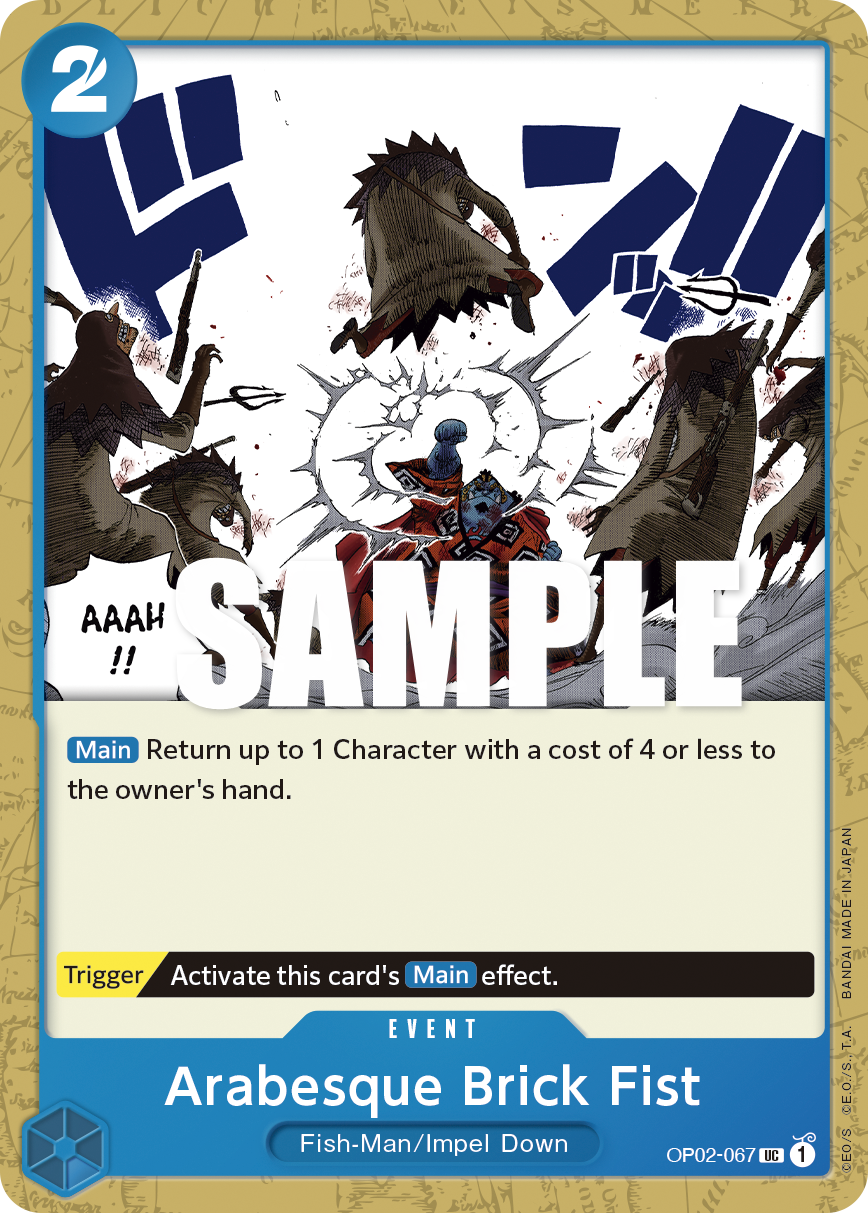 2
ドン!!
AAAH
!!
SAMPLE
Main Return up to 1 Character with a cost of 4 or less to
the owner's hand.
Trigger Activate this card's Main effect.
EVENT
Arabesque Brick Fist
Fish-Man/Impel Down
OP02-067 UC 1
©EO/S ©E.O./S., T.A. BANDAI MADE IN JAPAN